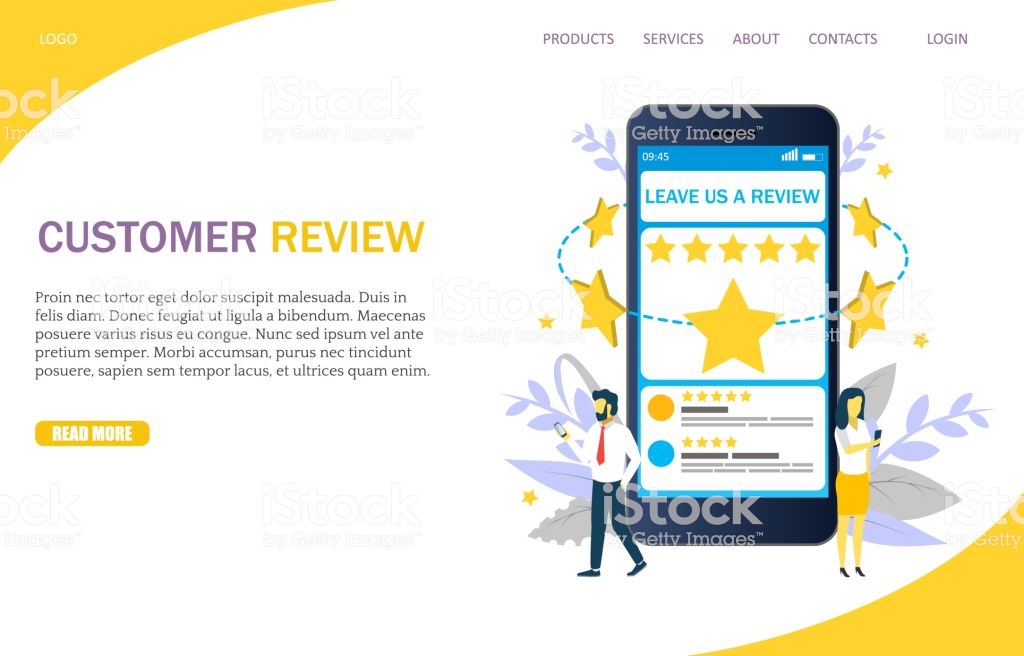 LOGO
PRODUCTS SERVICES ABOUT CONTACTS LOGIN
iStock
by Getty Images™
09:45
LEAVE US A REVIEW
CUSTOMER REVIEW
Proin nec tortor eget dolor suscipit malesuada. Duis in
felis diam. Donec feugiat ut ligula a bibendum. Maecenas
posuere varius risus eu congue. Nunc sed ipsum vel ante
pretium semper. Morbi accumsan, purus nec tincidunt
posuere, sapien sem tempor lacus, et ultrices quam enim.
READ MORE
iStock
by Getty Images™